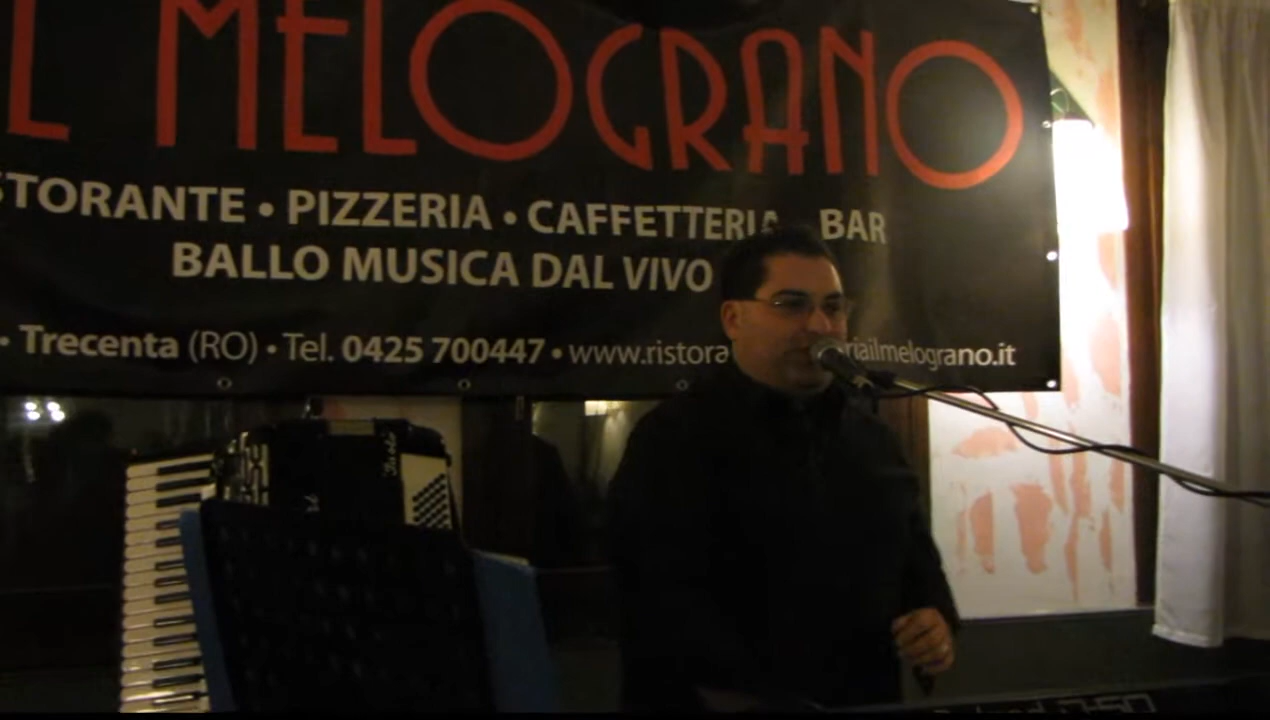 L MELOGRANO
STORANTE • PIZZERIA • CAFFETTERIA BAR
BALLO MUSICA DAL VIVO
• Trecenta (RO) • Tel. 0425 700447 • www.ristora riailmelograno.it